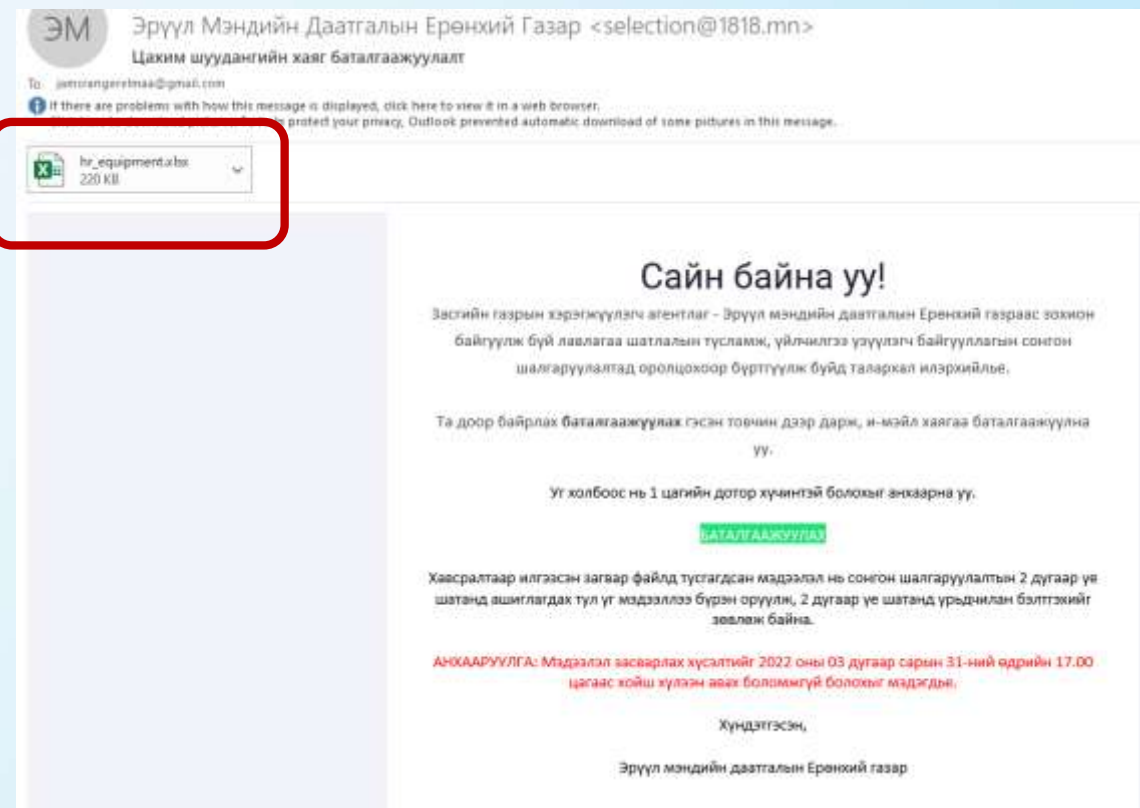 ЭМ
Эрүүл Мэндийн Даатгалын Ерөнхий Газар <selection@1818.mn>
Цахим шуудангийн хаяг баталгаажуулалт
To
If there are problems with how this message is displayed, click here to view it in a web browser.
protect your privacy, Outlook prevented automatic download of some pictures in this message.
hr_equipment.xlsx
220 KB
Сайн байна уу!
Засгийн газрын хэрэгжүүлэгч агентлаг - Эрүүл мэндийн даатгалын Ерөнхий газраас зохион
байгуулж буй лавлагаа шатлалын тусламж, үйлчилгээ үзүүлэгч байгууллагын сонгон
шалгаруулалтад оролцохоор бүртгүүлж буйд талархал илэрхийлье.
Та доор байрлах баталгаажуулах гэсэн товчин дээр дарж, и-мэйл хаягаа баталгаажуулна
уу.
Уг холбоос нь 1 цагийн дотор хүчинтэй болохыг анхаарна уу.
БАТАЛГААЖУУЛАХ
Хавсралтаар илгээсэн загвар файлд тусгагдсан мэдээлэл нь сонгон шалгаруулалтын 2 дугаар үе
шатанд ашиглагдах тул уг мэдээллээ бүрэн оруулж, 2 дугаар үе шатанд урьдчилан бэлтгэхийг
зөвлөж байна.
АНХААРУУЛГА: Мэдээлэл засварлах хүсэлтийг 2022 оны 03 дугаар сарын 31-ний өдрийн 17.00
цагаас хойш хүлээн авах боломжгүй болохыг мэдэгдье.
Хүндэтгэсэн,
Эрүүл мэндийн даатгалын Ерөнхий газар